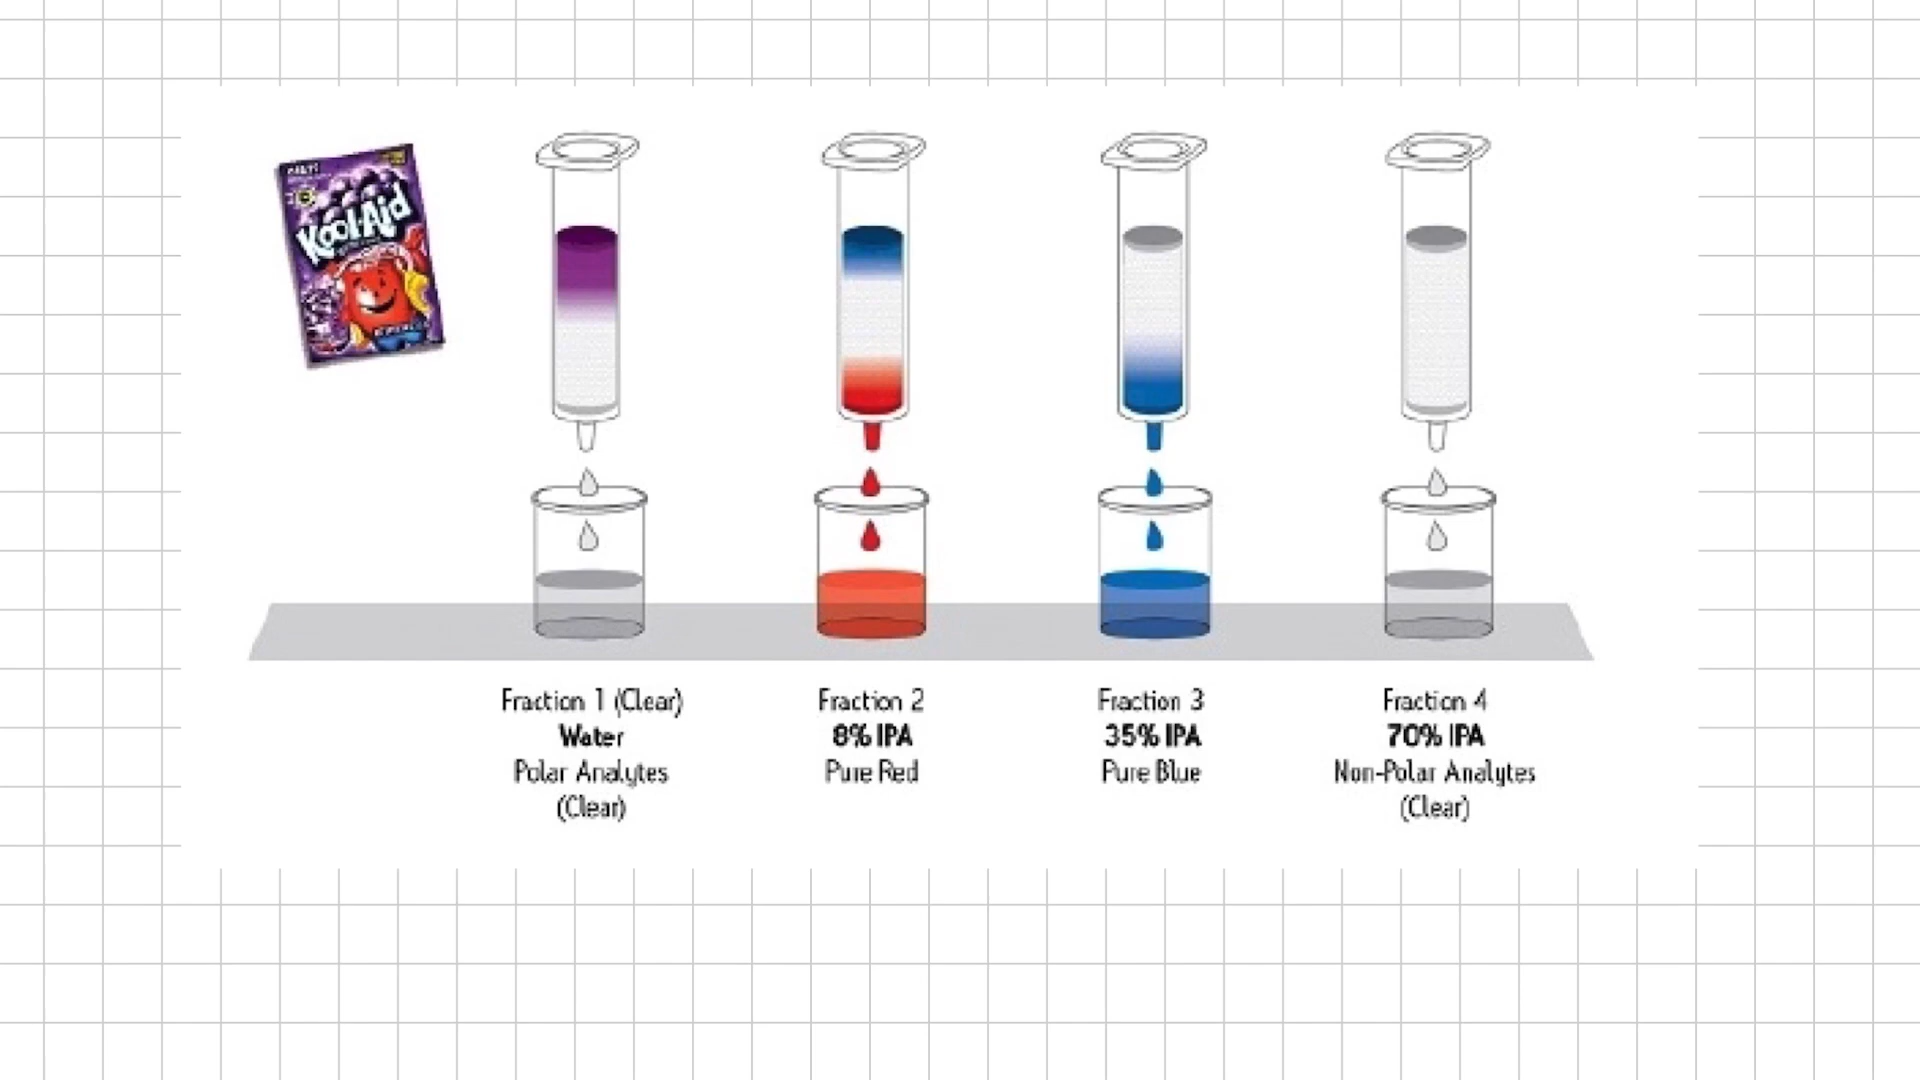 Kool-Aid
Fraction 1 (Clear)
Water
Polar Analytes
(Clear)
Fraction 2
8% IPA
Pure Red
Fraction 3
35% IPA
Pure Blue
Fraction 4
70% IPA
Non-Polar Analytes
(Clear)